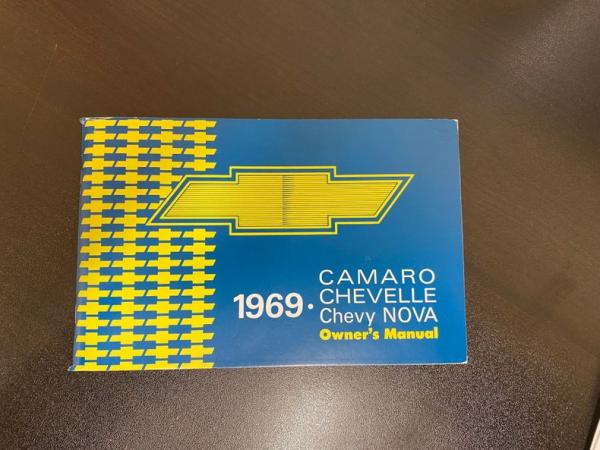 CAMARO
1969 • CHEVELLE
Chevy NOVA
Owner's Manual